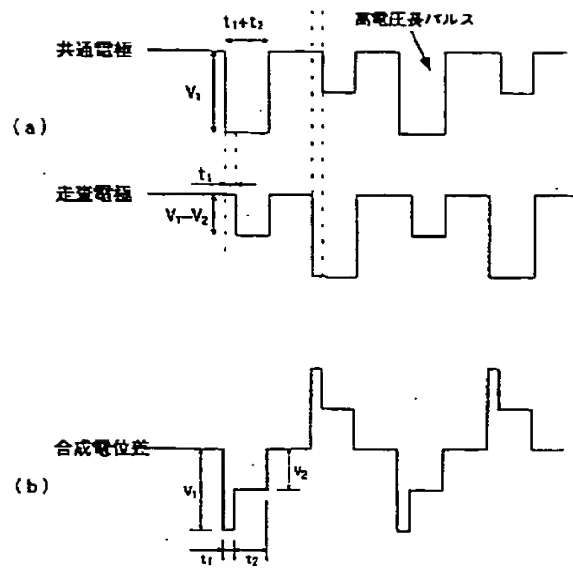 t₁+t₂
高電圧長パルス
共通電極
V₁
(a)
t₁
走査電極
V₁—V₂
合成電位差
(b)
V₁
V₂
t₁
t₂